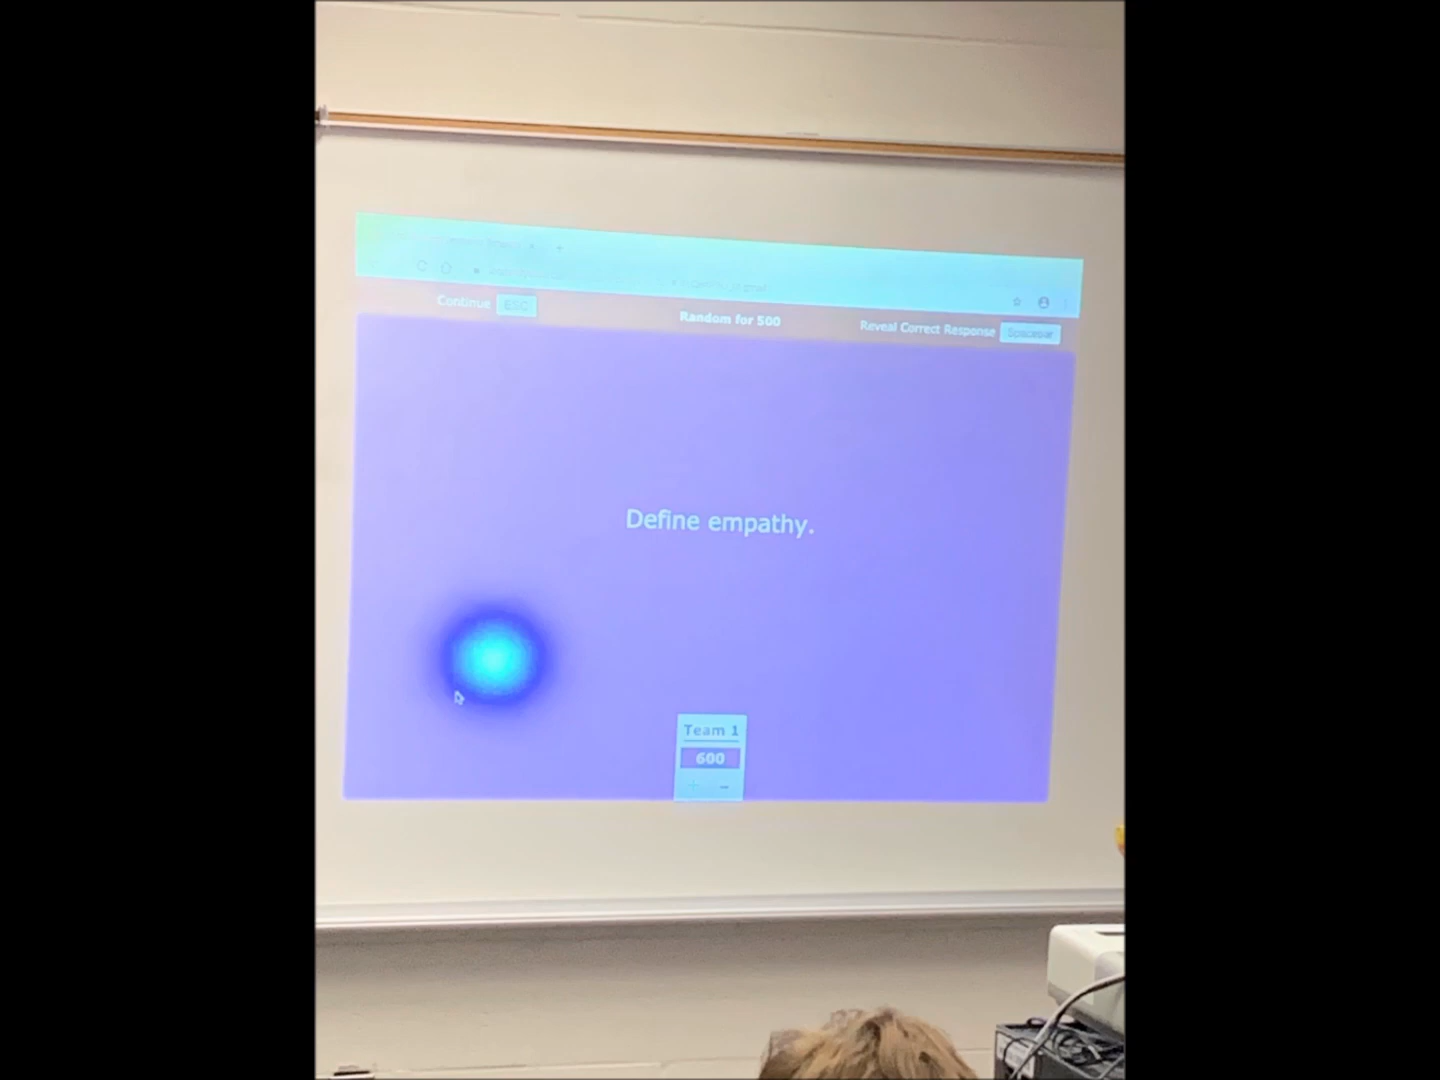 Continue ESC
Random for 500
Reveal Correct Response Spacebar
Define empathy.
Team 1
600
+ -